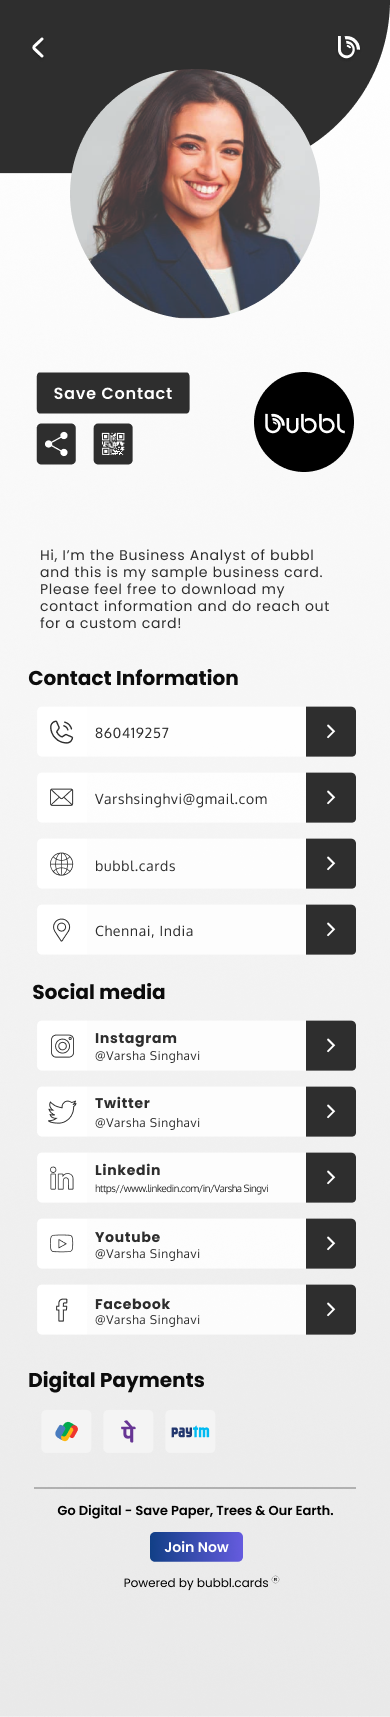 Save Contact
bubbl
Hi, I'm the Business Analyst of bubbl
and this is my sample business card.
Please feel free to download my
contact information and do reach out
for a custom card!
Contact Information
860419257
Varshsinghvi@gmail.com
bubbl.cards
Chennai, India
Social media
Instagram
@Varsha Singhavi
Twitter
@Varsha Singhavi
Linkedin
https//www.linkedin.com/in/Varsha Singvi
Youtube
@Varsha Singhavi
Facebook
@Varsha Singhavi
Digital Payments
पे
paytm
Go Digital - Save Paper, Trees & Our Earth.
Join Now
Powered by bubbl.cards ®